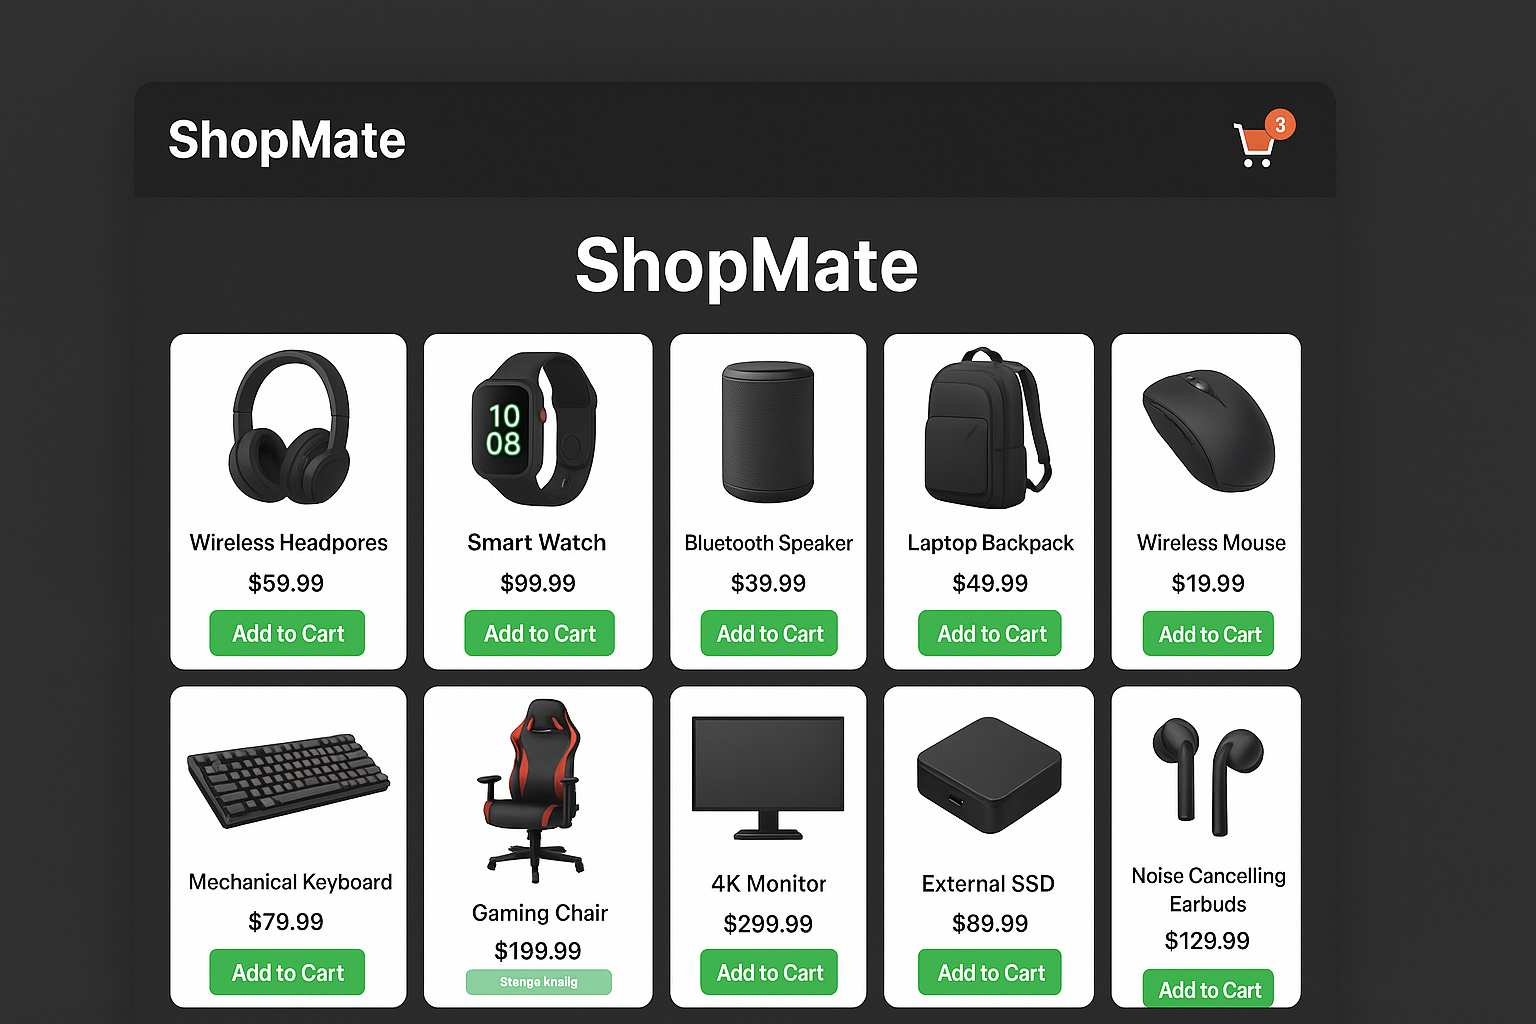 ShopMate
3
ShopMate
10
08
Wireless Headpores
$59.99
Add to Cart
Smart Watch
$99.99
Add to Cart
Bluetooth Speaker
$39.99
Add to Cart
Laptop Backpack
$49.99
Add to Cart
Wireless Mouse
$19.99
Add to Cart
Mechanical Keyboard
$79.99
Add to Cart
Gaming Chair
$199.99
Stenge knailg
4K Monitor
$299.99
Add to Cart
External SSD
$89.99
Add to Cart
Noise Cancelling
Earbuds
$129.99
Add to Cart